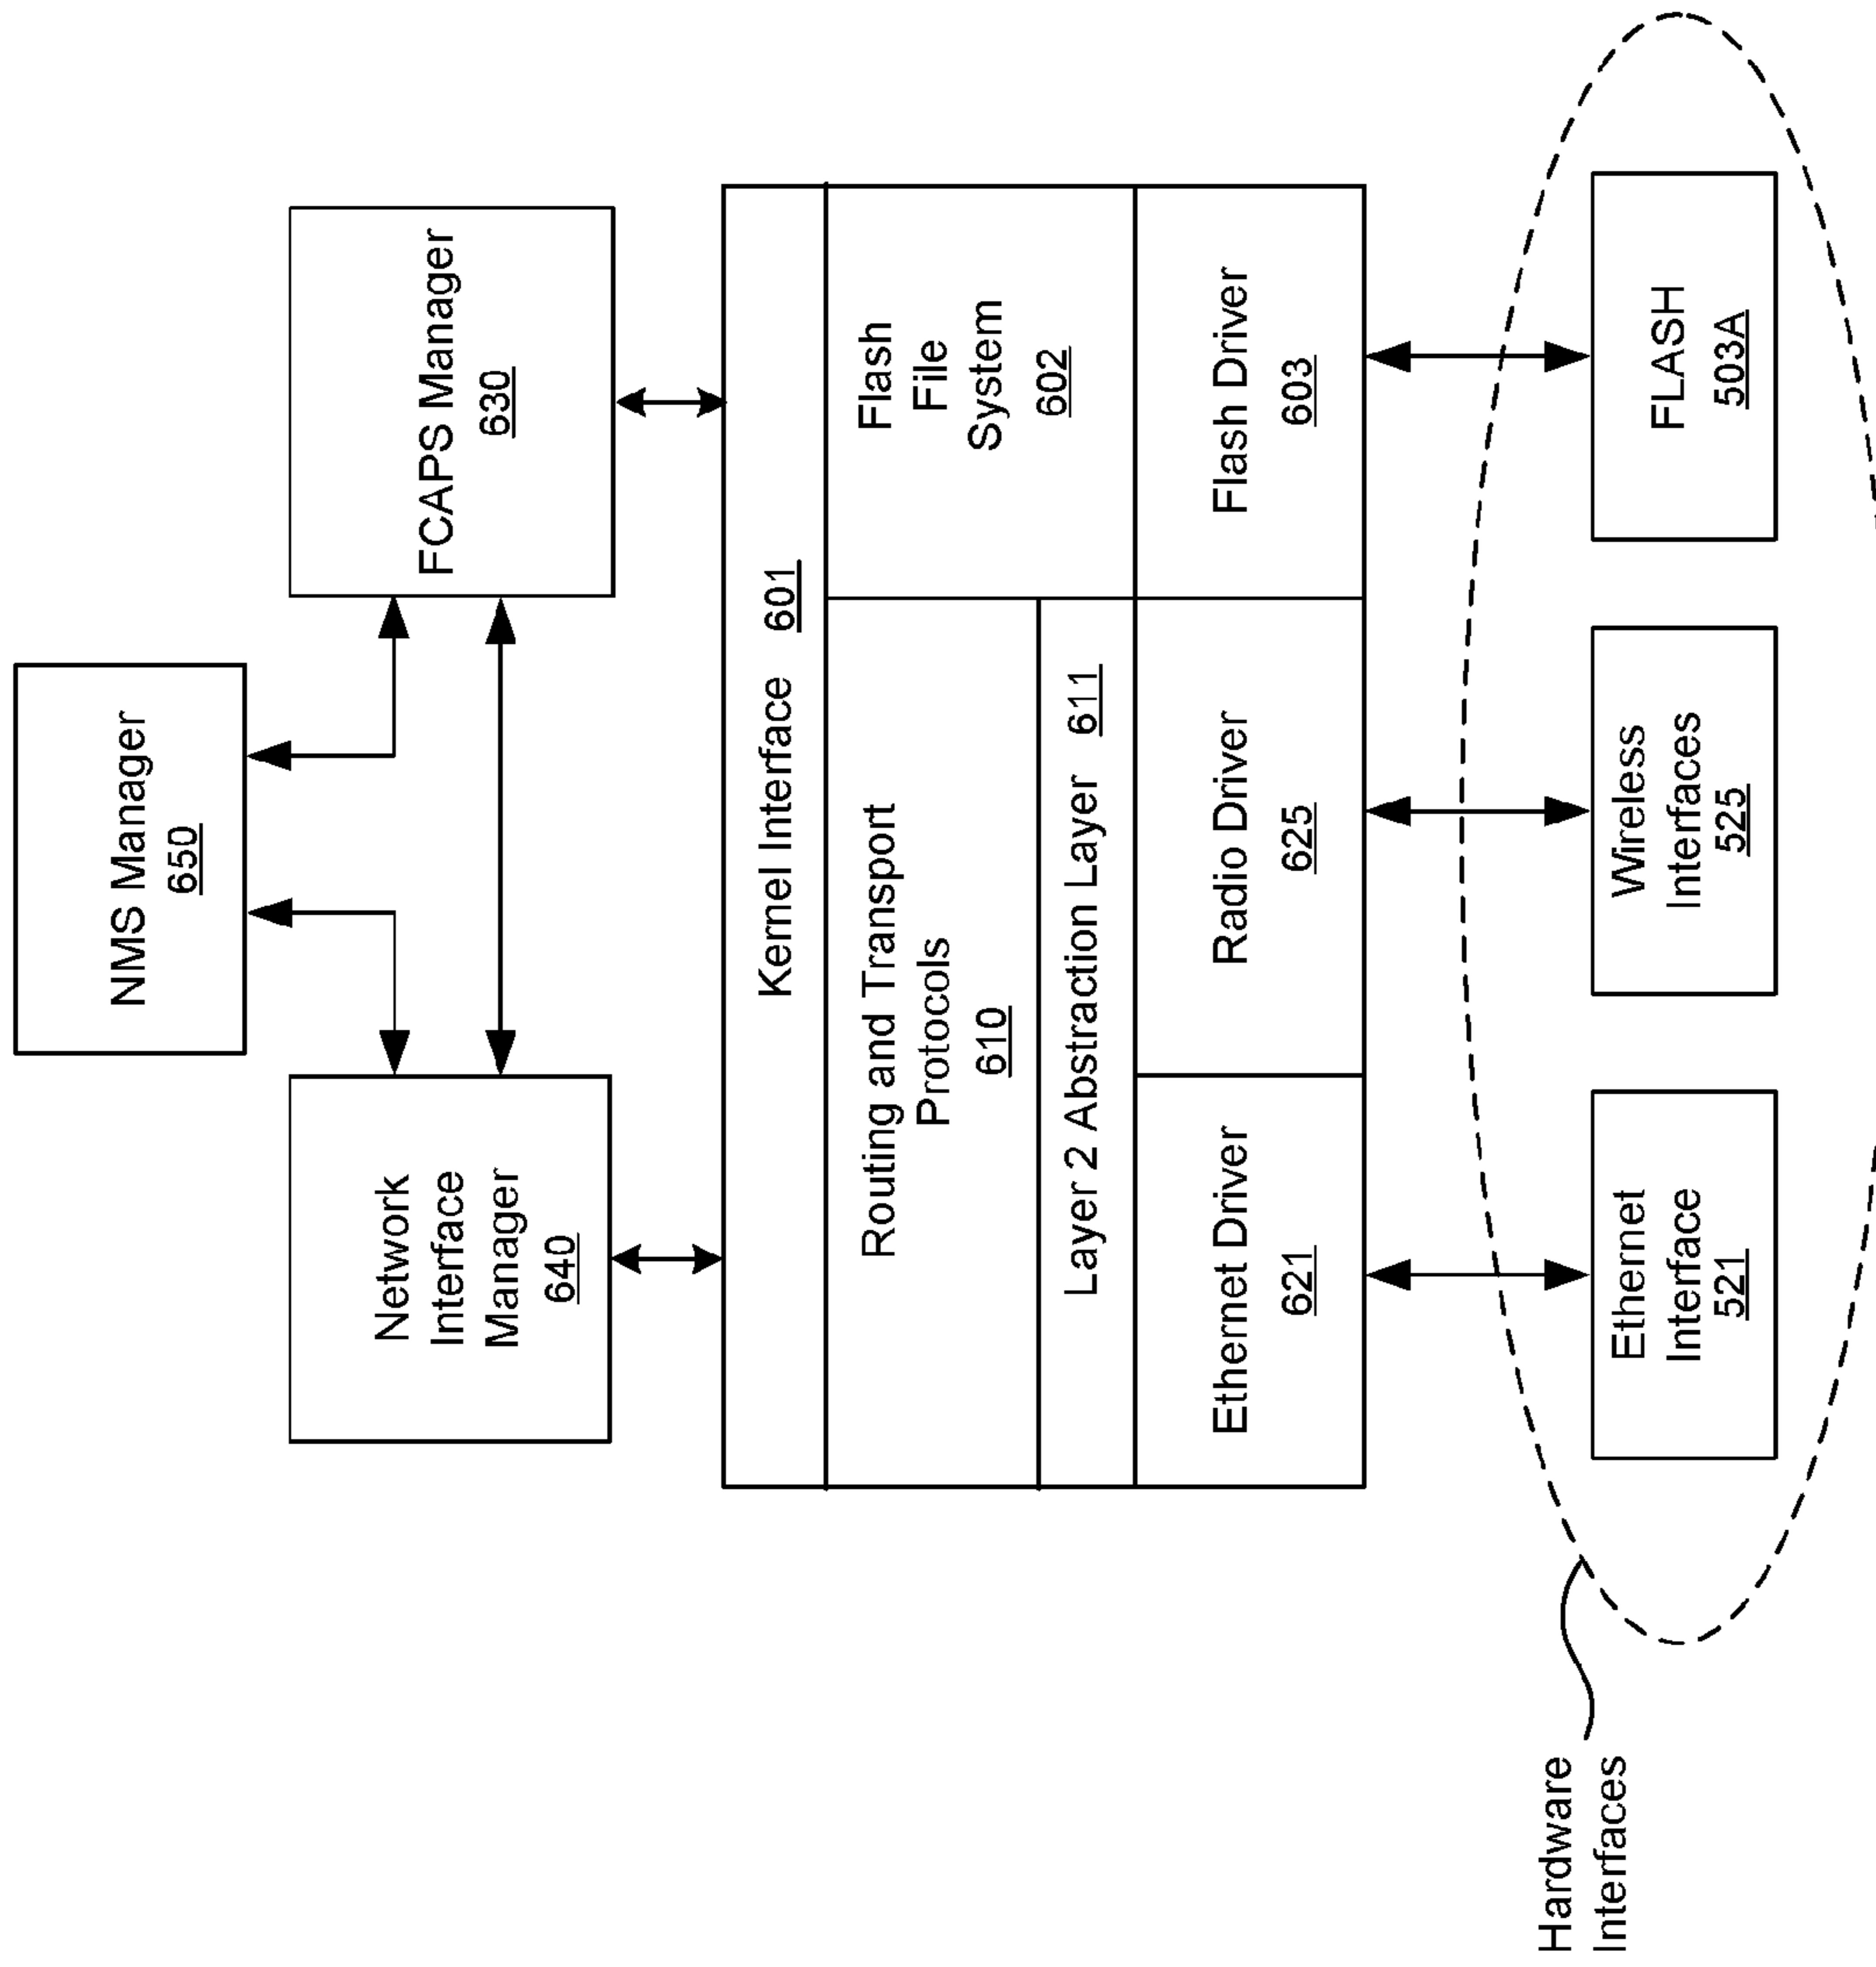 NMS Manager
650
Network
Interface
Manager
640
FCAPS Manager
630
Kernel Interface 601
Routing and Transport
Protocols
610
Flash
File
System
602
Layer 2 Abstraction Layer 611
Ethernet Driver
621
Radio Driver
625
Flash Driver
603
Hardware
Interfaces
Ethernet
Interface
521
Wireless
Interfaces
525
FLASH
503A